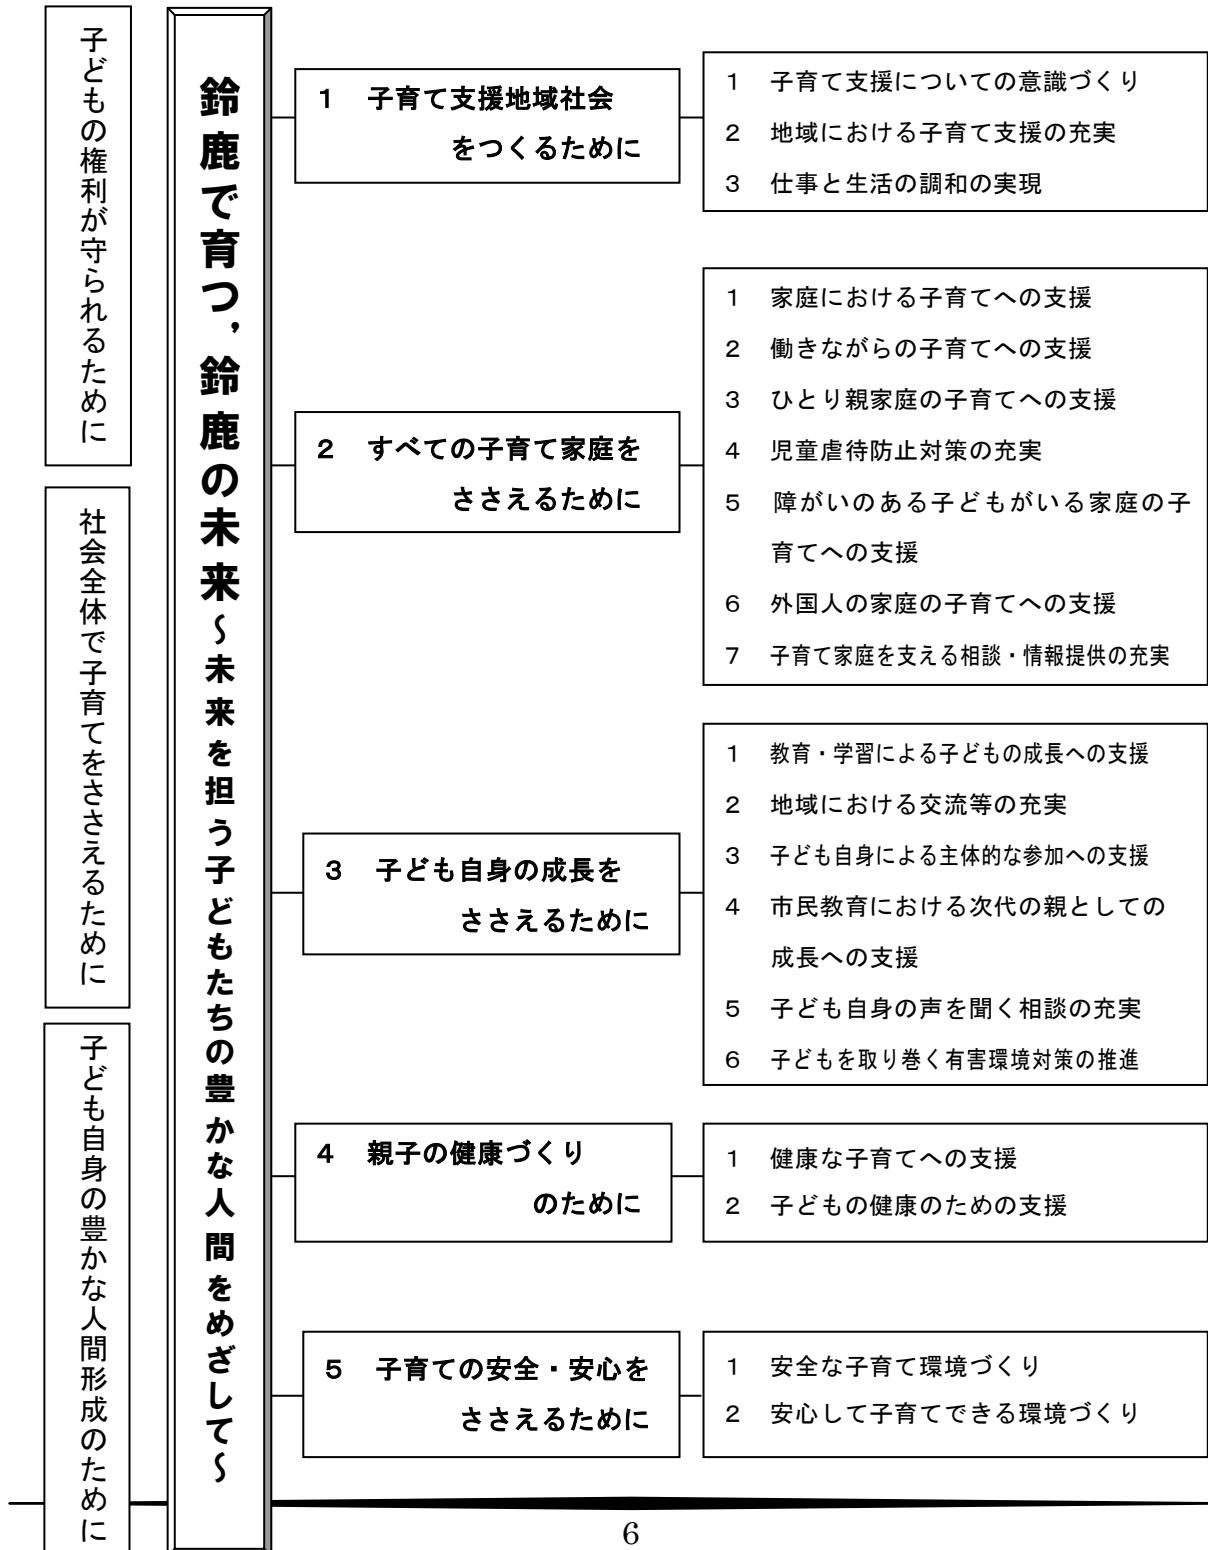 子どもの権利が守られるために
社会全体で子育てをささえるために
子ども自身の豊かな人間形成のために
鈴鹿で育つ，鈴鹿の未来～未来を担う子どもたちの豊かな人間をめざして～
１　子育て支援地域社会
をつくるために
１　子育て支援についての意識づくり
２　地域における子育て支援の充実
３　仕事と生活の調和の実現
２　すべての子育て家庭を
ささえるために
１　家庭における子育てへの支援
２　働きながらの子育てへの支援
３　ひとり親家庭の子育てへの支援
４　児童虐待防止対策の充実
５　障がいのある子どもがいる家庭の子
育てへの支援
６　外国人の家庭の子育てへの支援
７　子育て家庭を支える相談・情報提供の充実
３　子ども自身の成長を
ささえるために
１　教育・学習による子どもの成長への支援
２　地域における交流等の充実
３　子ども自身による主体的な参加への支援
４　市民教育における次代の親としての
成長への支援
５　子ども自身の声を聞く相談の充実
６　子どもを取り巻く有害環境対策の推進
４　親子の健康づくり
のために
１　健康な子育てへの支援
２　子どもの健康のための支援
５　子育ての安全・安心を
ささえるために
１　安全な子育て環境づくり
２　安心して子育てできる環境づくり
6